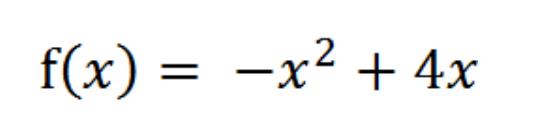 f(x) = −x² + 4x